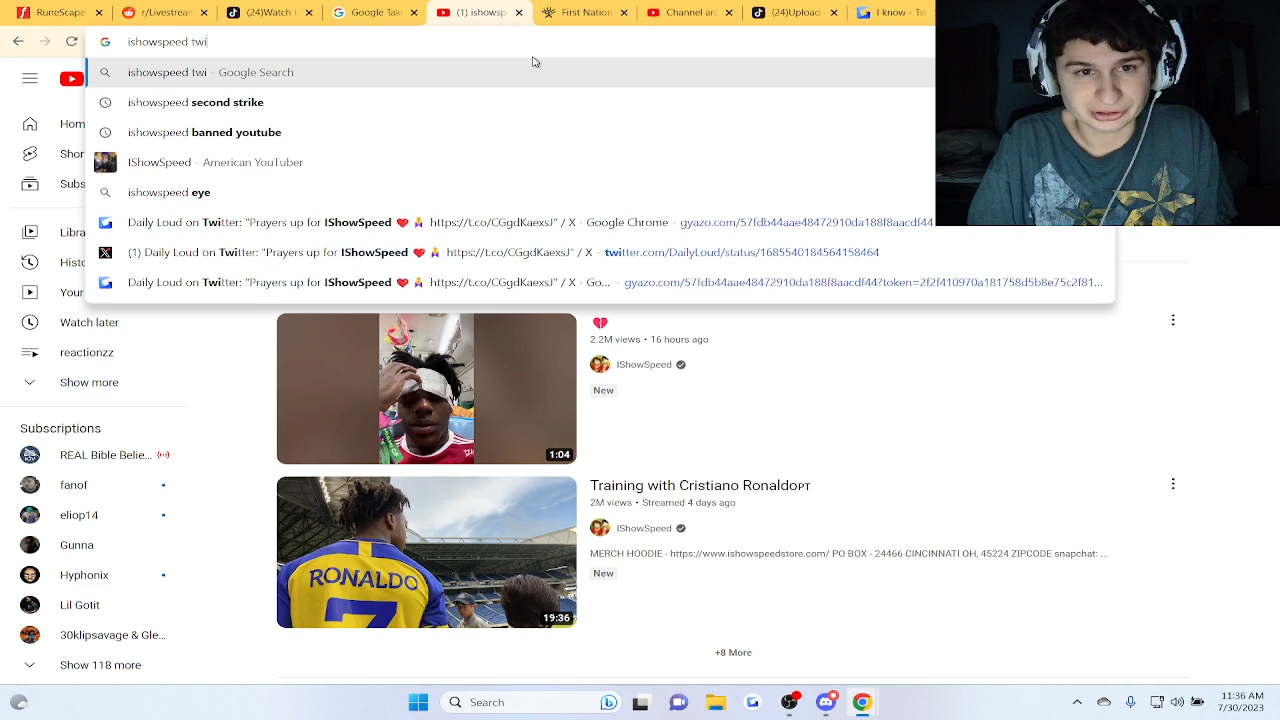 RuneScape
r/Livestream
(24)Watch t
Google Tak
(1) ishowsp
First Nation
Channel an
(24)Upload
I know - Tw
ishowspeed twi
ishowspeed twi - Google Search
ishowspeed second strike
ishowspeed banned youtube
IShowSpeed - American YouTuber
ishowspeed eye
Daily Loud on Twitter: "Prayers up for IShowSpeed ❤️ 🙏 https://t.co/CGgdKaexsJ" / X - Google Chrome - gyazo.com/57fdb44aae48472910da188f8aacdf44
(1) Daily Loud on Twitter: "Prayers up for IShowSpeed ❤️ 🙏 https://t.co/CGgdKaexsJ" / X - twitter.com/DailyLoud/status/1685540184564158464
Daily Loud on Twitter: "Prayers up for IShowSpeed ❤️ 🙏 https://t.co/CGgdKaexsJ" / X - Go... - gyazo.com/57fdb44aae48472910da188f8aacdf44?token=2f2f410970a181758d5b8e75c2f81...
Hom
Shor
Subs
Libra
Histo
Your
Watch later
reactionzz
Show more
Subscriptions
REAL Bible Belie...
fanof
eliop14
Gunna
Hyphonix
Lil Gotit
30klipsavage & Gle...
Show 118 more
💔
2.2M views • 16 hours ago
IShowSpeed
New
1:04
Training with Cristiano Ronaldo🇵🇹
2M views • Streamed 4 days ago
IShowSpeed
MERCH HOODIE - https://www.ishowspeedstore.com/ PO BOX - 24466 CINCINNATI OH, 45224 ZIPCODE snapchat: ...
New
RONALDO
7
19:36
+8 More
Search
11:36 AM
7/30/2023